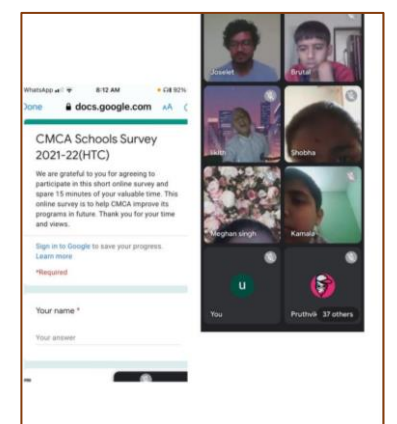 WhatsApp 8:12 AM 92%
Done docs.google.com AA
CMCA Schools Survey
2021-22(HTC)
We are grateful to you for agreeing to
participate in this short online survey and
spare 15 minutes of your valuable time. This
online survey is to help CMCA improve its
programs in future. Thank you for your time
and views.
Sign in to Google to save your progress.
Learn more
*Required
Your name *
Your answer
Joselet
Brutal
likith
Shobha
Meghan singh
Kamala
u
You
Pruthvik 37 others